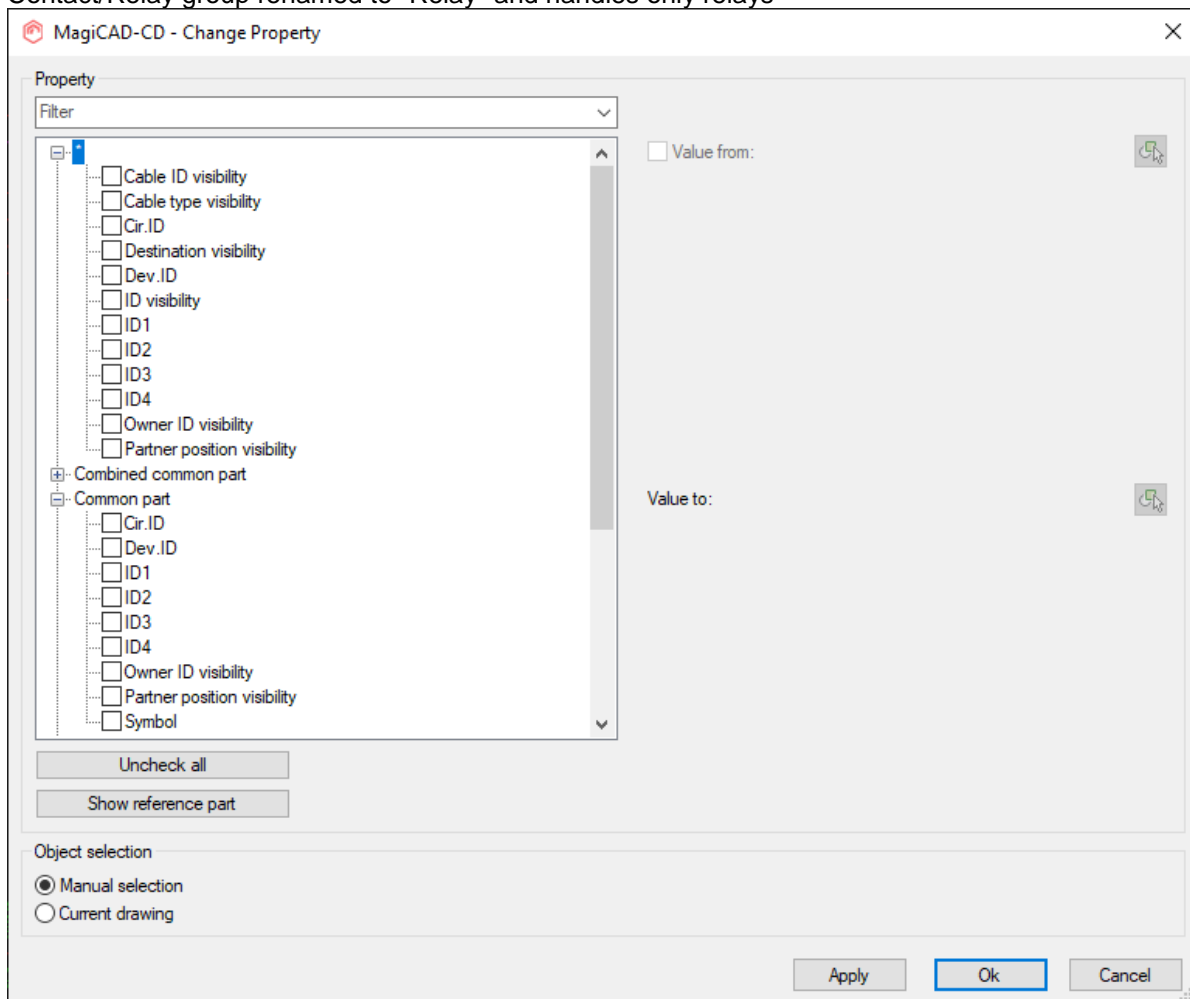 Contact/Relay group renamed to "Relay" and handles only relays
MagiCAD-CD - Change Property
Property
Filter
*
Cable ID visibility
Cable type visibility
Cir.ID
Destination visibility
Dev.ID
ID visibility
ID1
ID2
ID3
ID4
Owner ID visibility
Partner position visibility
Combined common part
Common part
Cir.ID
Dev.ID
ID1
ID2
ID3
ID4
Owner ID visibility
Partner position visibility
Symbol
Value from:
Value to:
Uncheck all
Show reference part
Object selection
Manual selection
Current drawing
Apply
Ok
Cancel